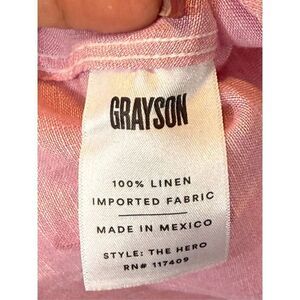 GRAYSON
100% LINEN
IMPORTED FABRIC
MADE IN MEXICO
STYLE: THE HERO
RN# 117409